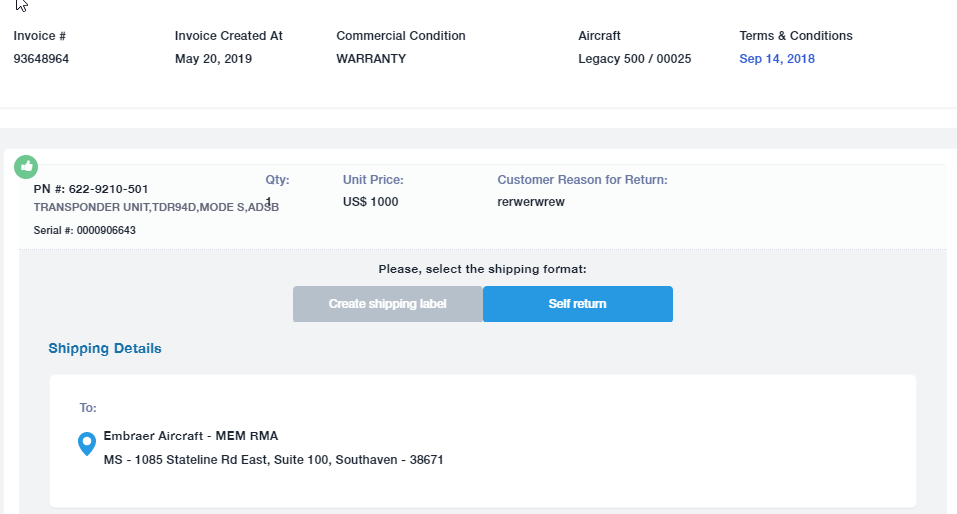 Invoice # Invoice Created At Commercial Condition Aircraft Terms & Conditions
93648964 May 20, 2019 WARRANTY Legacy 500 / 00025 Sep 14, 2018
PN #: 622-9210-501 Qty: Unit Price: Customer Reason for Return:
TRANSPONDER UNIT,TDR94D,MODE S,ADSB 1 US$ 1000 rerwerwrew
Serial #: 0000906643
Please, select the shipping format:
Create shipping label Self return
Shipping Details
To:
Embraer Aircraft - MEM RMA
MS - 1085 Stateline Rd East, Suite 100, Southaven - 38671